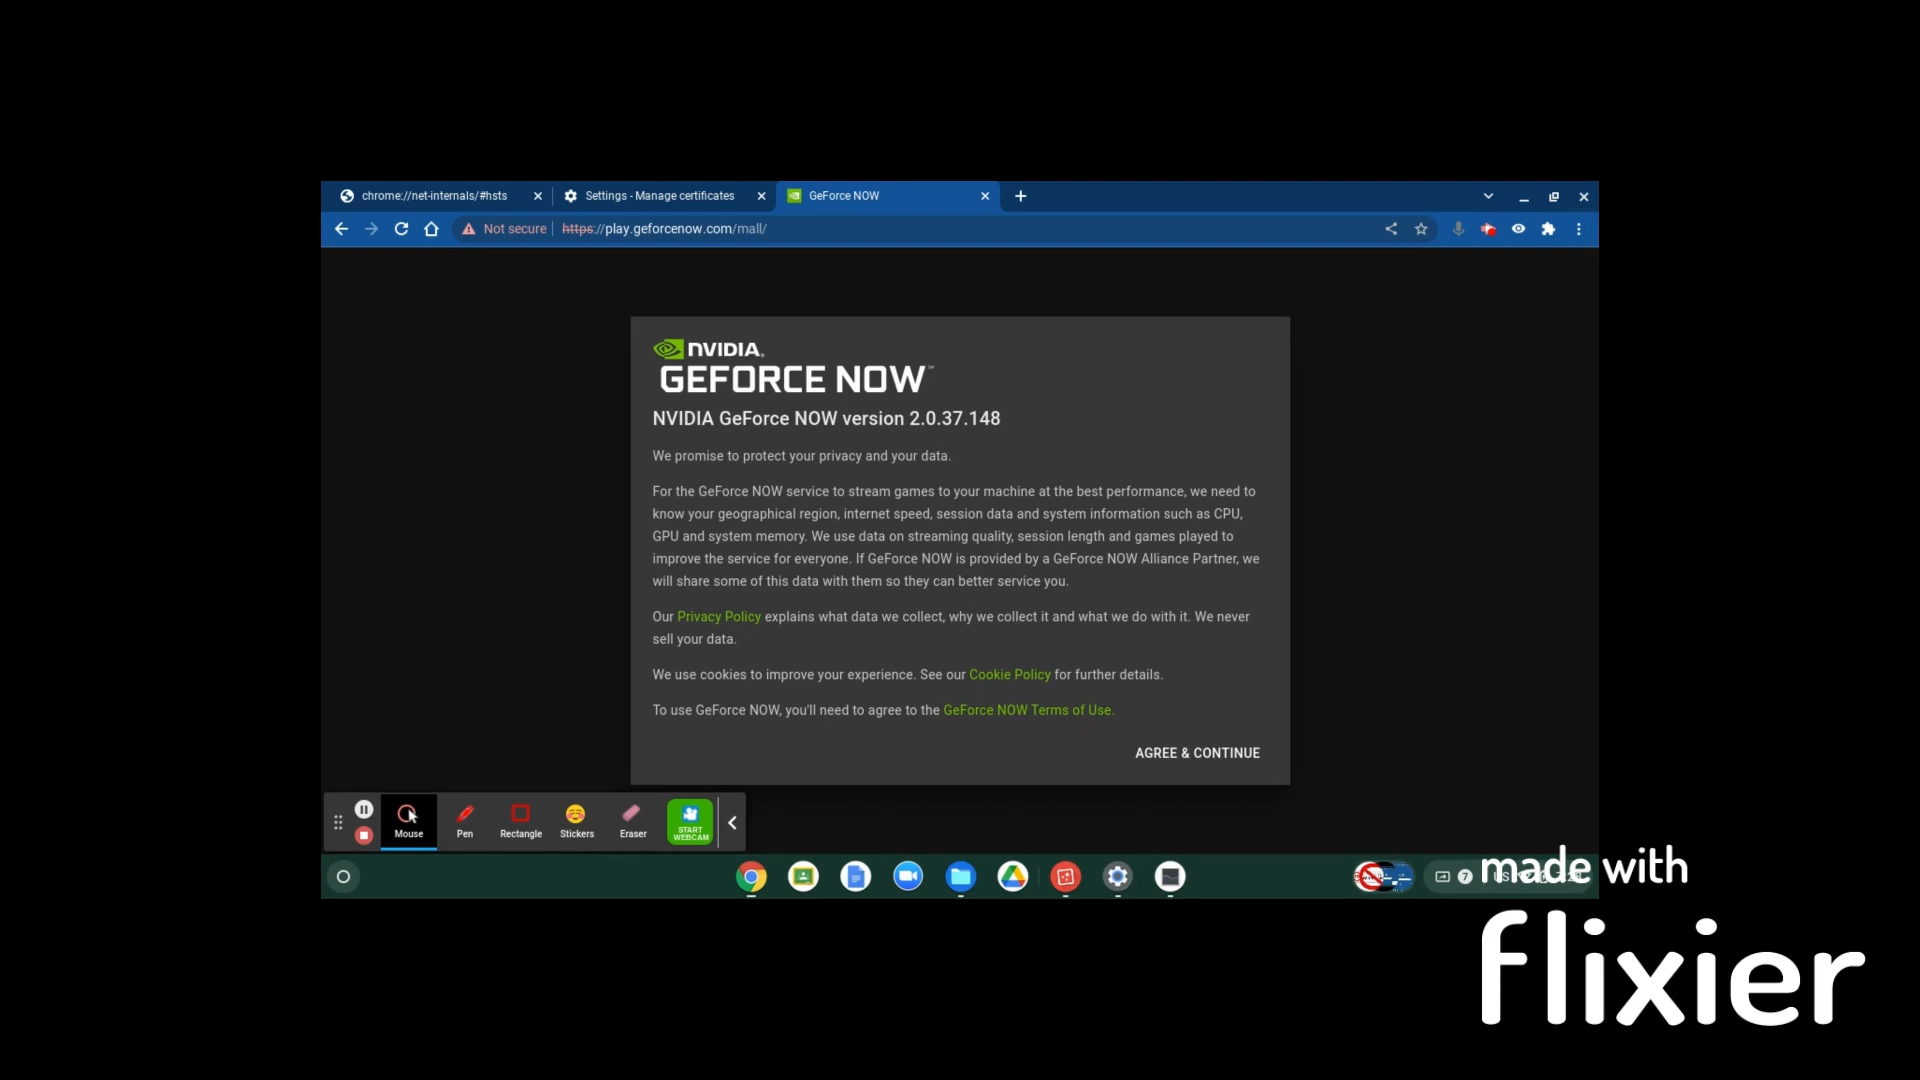 chrome://net-internals/#hsts
Settings - Manage certificates
GeForce NOW
Not secure
https://play.geforcenow.com/mall/
NVIDIA.
GEFORCE NOW™
NVIDIA GeForce NOW version 2.0.37.148
We promise to protect your privacy and your data.
For the GeForce NOW service to stream games to your machine at the best performance, we need to
know your geographical region, internet speed, session data and system information such as CPU,
GPU and system memory. We use data on streaming quality, session length and games played to
improve the service for everyone. If GeForce NOW is provided by a GeForce NOW Alliance Partner, we
will share some of this data with them so they can better service you.
Our Privacy Policy explains what data we collect, why we collect it and what we do with it. We never
sell your data.
We use cookies to improve your experience. See our Cookie Policy for further details.
To use GeForce NOW, you'll need to agree to the GeForce NOW Terms of Use.
AGREE & CONTINUE
Mouse
Pen
Rectangle
Stickers
Eraser
START
WEBCAM
7
US
made with
flixier